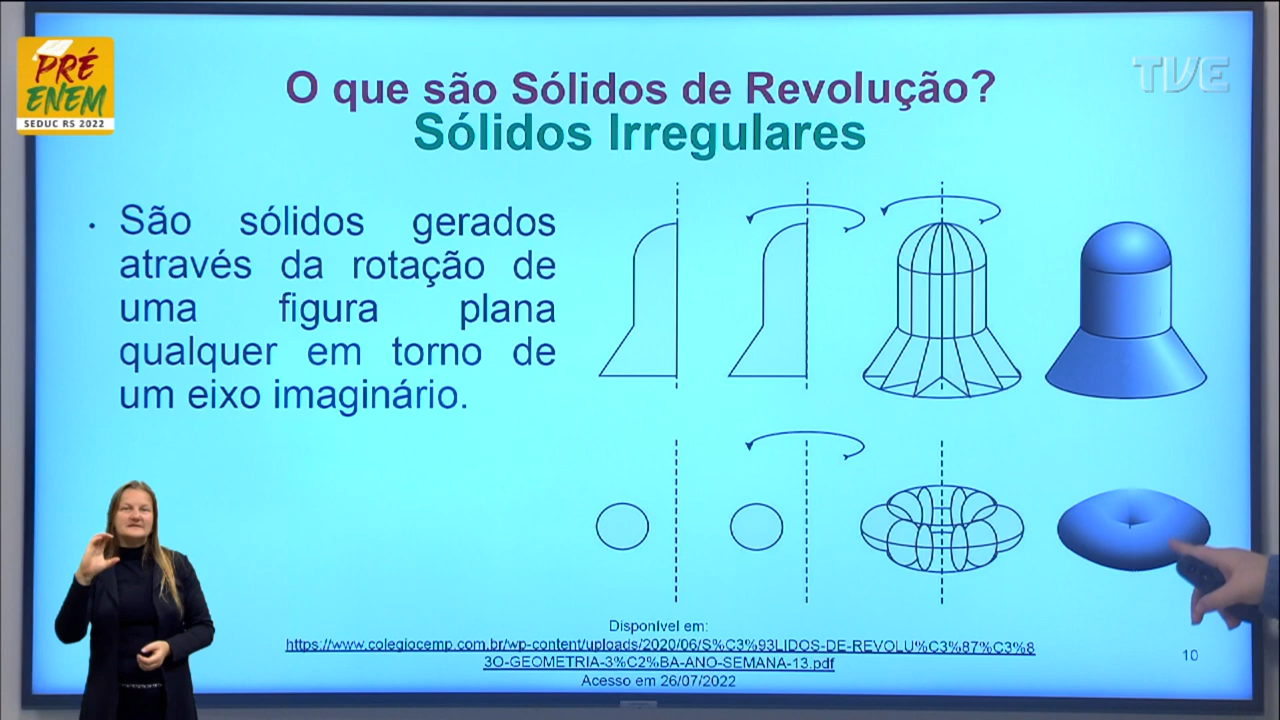 PRÉ
ENEM
SEDUC RS 2022
TVE
O que são Sólidos de Revolução?
Sólidos Irregulares
· São sólidos gerados
através da rotação de
uma figura plana
qualquer em torno de
um eixo imaginário.
Disponível em:
https://www.colegiocemp.com.br/wp-content/uploads/2020/06/S%C3%93LIDOS-DE-REVOLU%C3%87%C3%8
3O-GEOMETRIA-3%C2%BA-ANO-SEMANA-13.pdf
Acesso em 26/07/2022
10